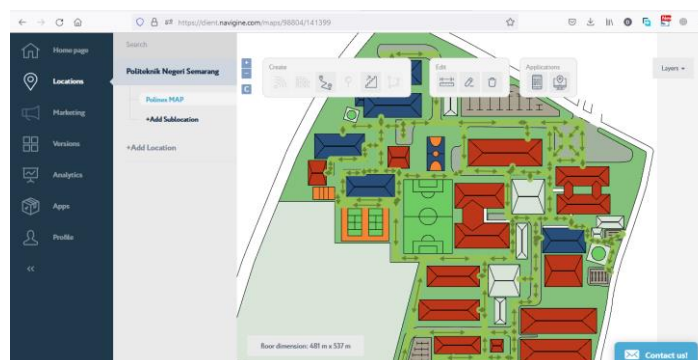 https://client.navigine.com/maps/98804/141399
Home page
Locations
Marketing
Versions
Analytics
Apps
Profile
<<
Search
Politeknik Negeri Semarang
Polines MAP
+Add Sublocation
+Add Location
+
-
C
Create
Edit
Applications
Layers
floor dimension: 481 m x 537 m
Contact us!